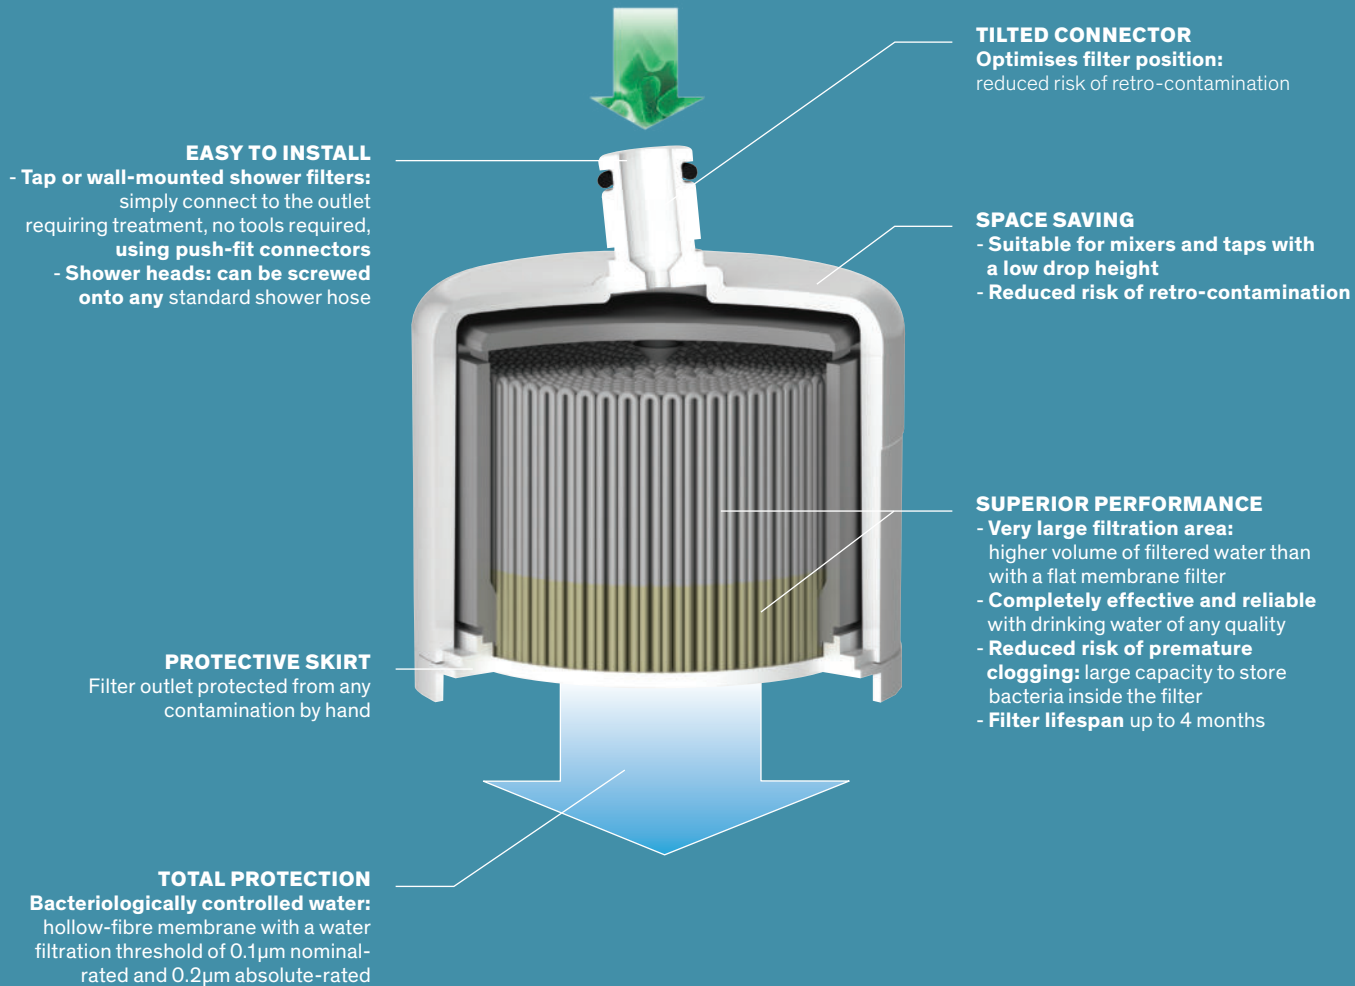 TILTED CONNECTOR
Optimises filter position:
reduced risk of retro-contamination
EASY TO INSTALL
- Tap or wall-mounted shower filters:
simply connect to the outlet
requiring treatment, no tools required,
using push-fit connectors
- Shower heads: can be screwed
onto any standard shower hose
SPACE SAVING
- Suitable for mixers and taps with
a low drop height
- Reduced risk of retro-contamination
SUPERIOR PERFORMANCE
- Very large filtration area:
higher volume of filtered water than
with a flat membrane filter
- Completely effective and reliable
with drinking water of any quality
- Reduced risk of premature
clogging: large capacity to store
bacteria inside the filter
- Filter lifespan up to 4 months
PROTECTIVE SKIRT
Filter outlet protected from any
contamination by hand
TOTAL PROTECTION
Bacteriologically controlled water:
hollow-fibre membrane with a water
filtration threshold of 0.1µm nominal-
rated and 0.2µm absolute-rated